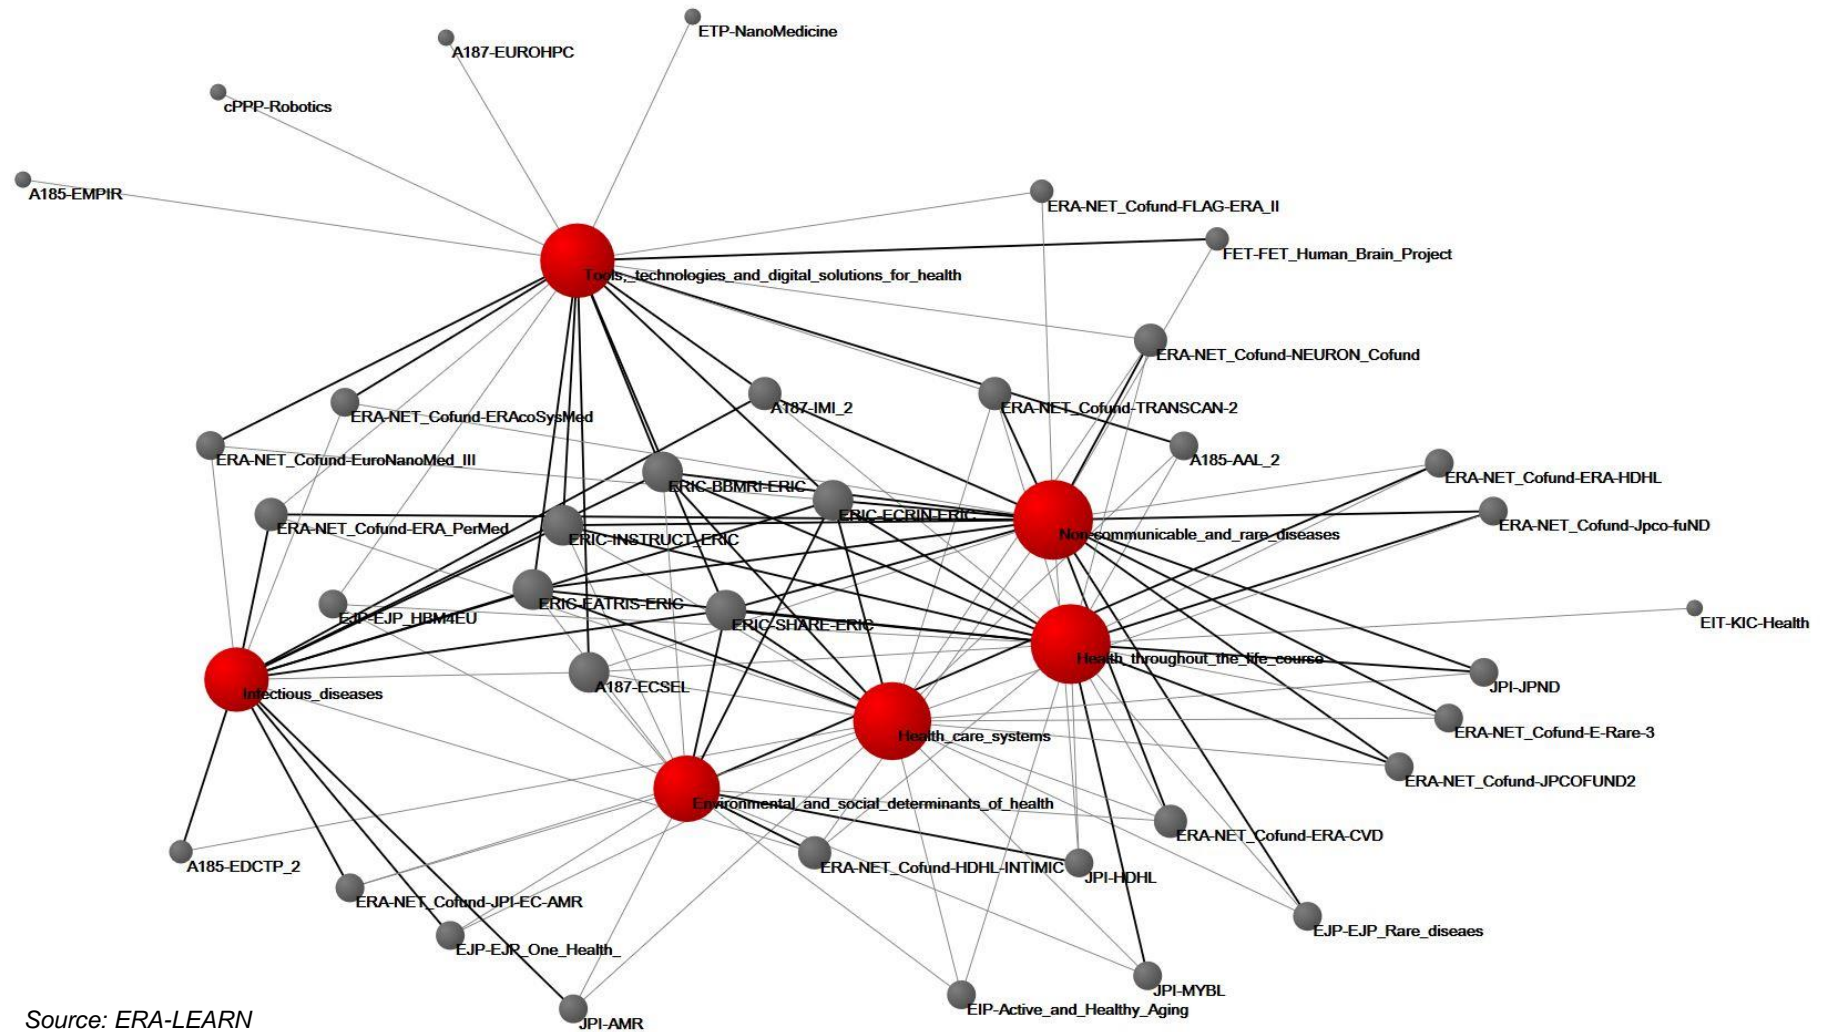 ETP-NanoMedicine
A187-EUROHPC
cPPP-Robotics
A185-EMPIR
ERA-NET_Cofund-FLAG-ERA_II
FET-FET_Human_Brain_Project
Tools,_technologies_and_digital_solutions_for_health
ERA-NET_Cofund-NEURON_Cofund
A187-IMI_2
ERA-NET_Cofund-TRANSCAN-2
ERA-NET_Cofund-ERAcoSysMed
ERA-NET_Cofund-EuroNanoMed_III
A185-AAL_2
ERA-NET_Cofund-ERA-HDHL
ERIC-BBMRI-ERIC
ERIC-ECRIN-ERIC
ERA-NET_Cofund-ERA_PerMed
ERIC-INSTRUCT_ERIC
Non-communicable_and_rare_diseases
ERA-NET_Cofund-Jpco-fuND
ERIC-EATRIS-ERIC
EJP-EJP_HBM4EU
ERIC-SHARE-ERIC
EIT-KIC-Health
Health_throughout_the_life_course
Infectious_diseases
A187-ECSEL
JPI-JPND
Health_care_systems
ERA-NET_Cofund-E-Rare-3
ERA-NET_Cofund-JPCOFUND2
Environmental_and_social_determinants_of_health
ERA-NET_Cofund-ERA-CVD
A185-EDCTP_2
ERA-NET_Cofund-HDHL-INTIMIC
JPI-HDHL
ERA-NET_Cofund-JPI-EC-AMR
EJP-EJP_Rare_diseaes
EJP-EJP_One_Health_
JPI-MYBL
EIP-Active_and_Healthy_Aging
JPI-AMR
Source: ERA-LEARN